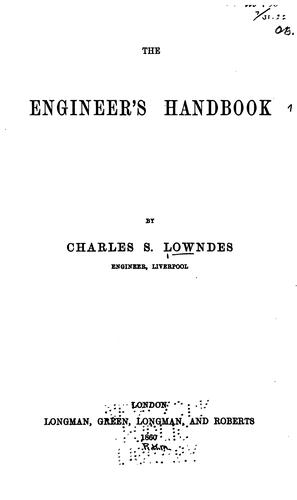 THE
ENGINEER'S HANDBOOK
BY
CHARLES S. LOWNDES
ENGINEER, LIVERPOOL
LONDON
LONGMAN, GREEN, LONGMAN, AND ROBERTS
1860